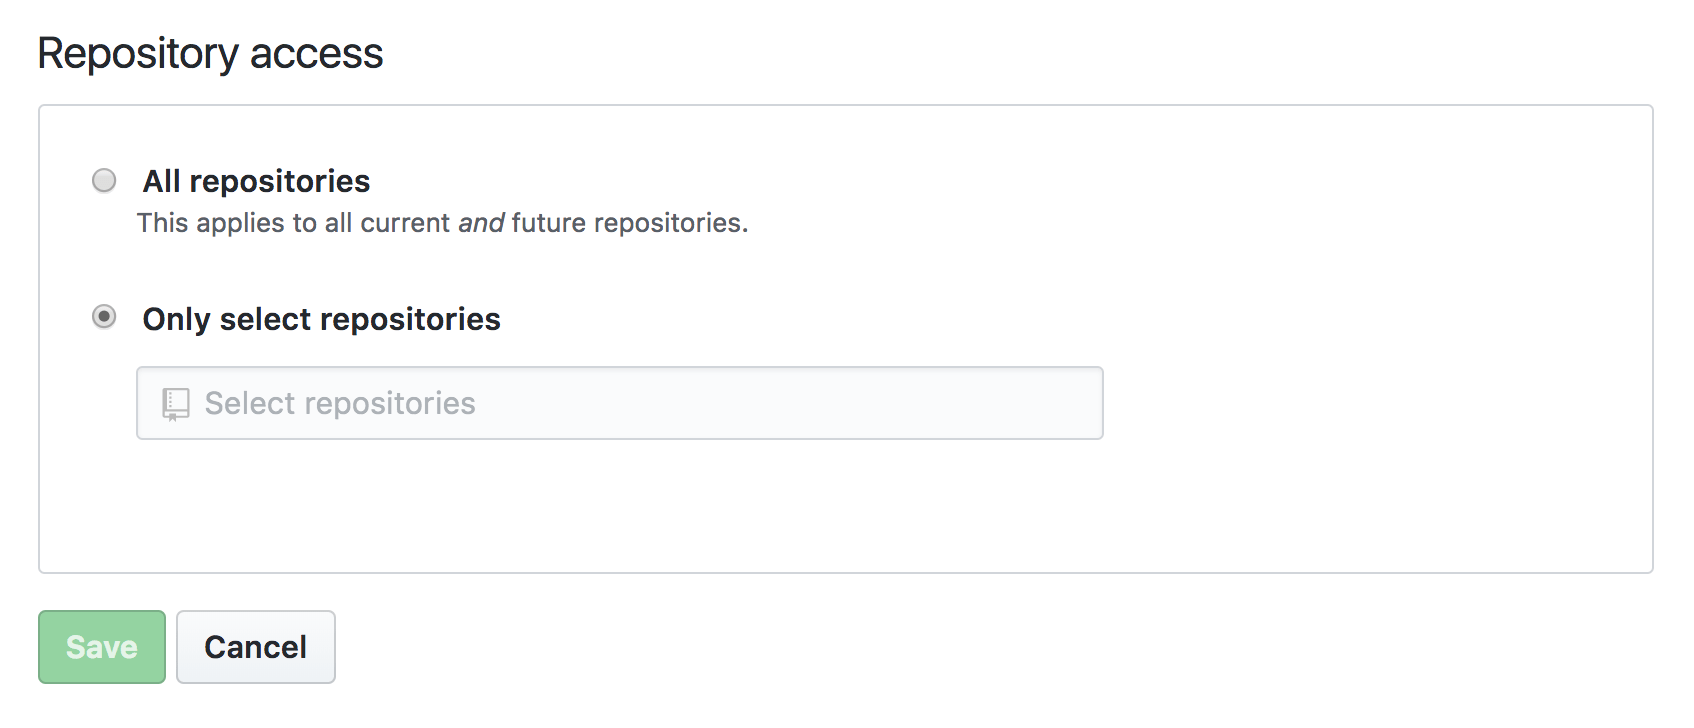 Repository access
All repositories
This applies to all current and future repositories.
Only select repositories
Select repositories
Save
Cancel